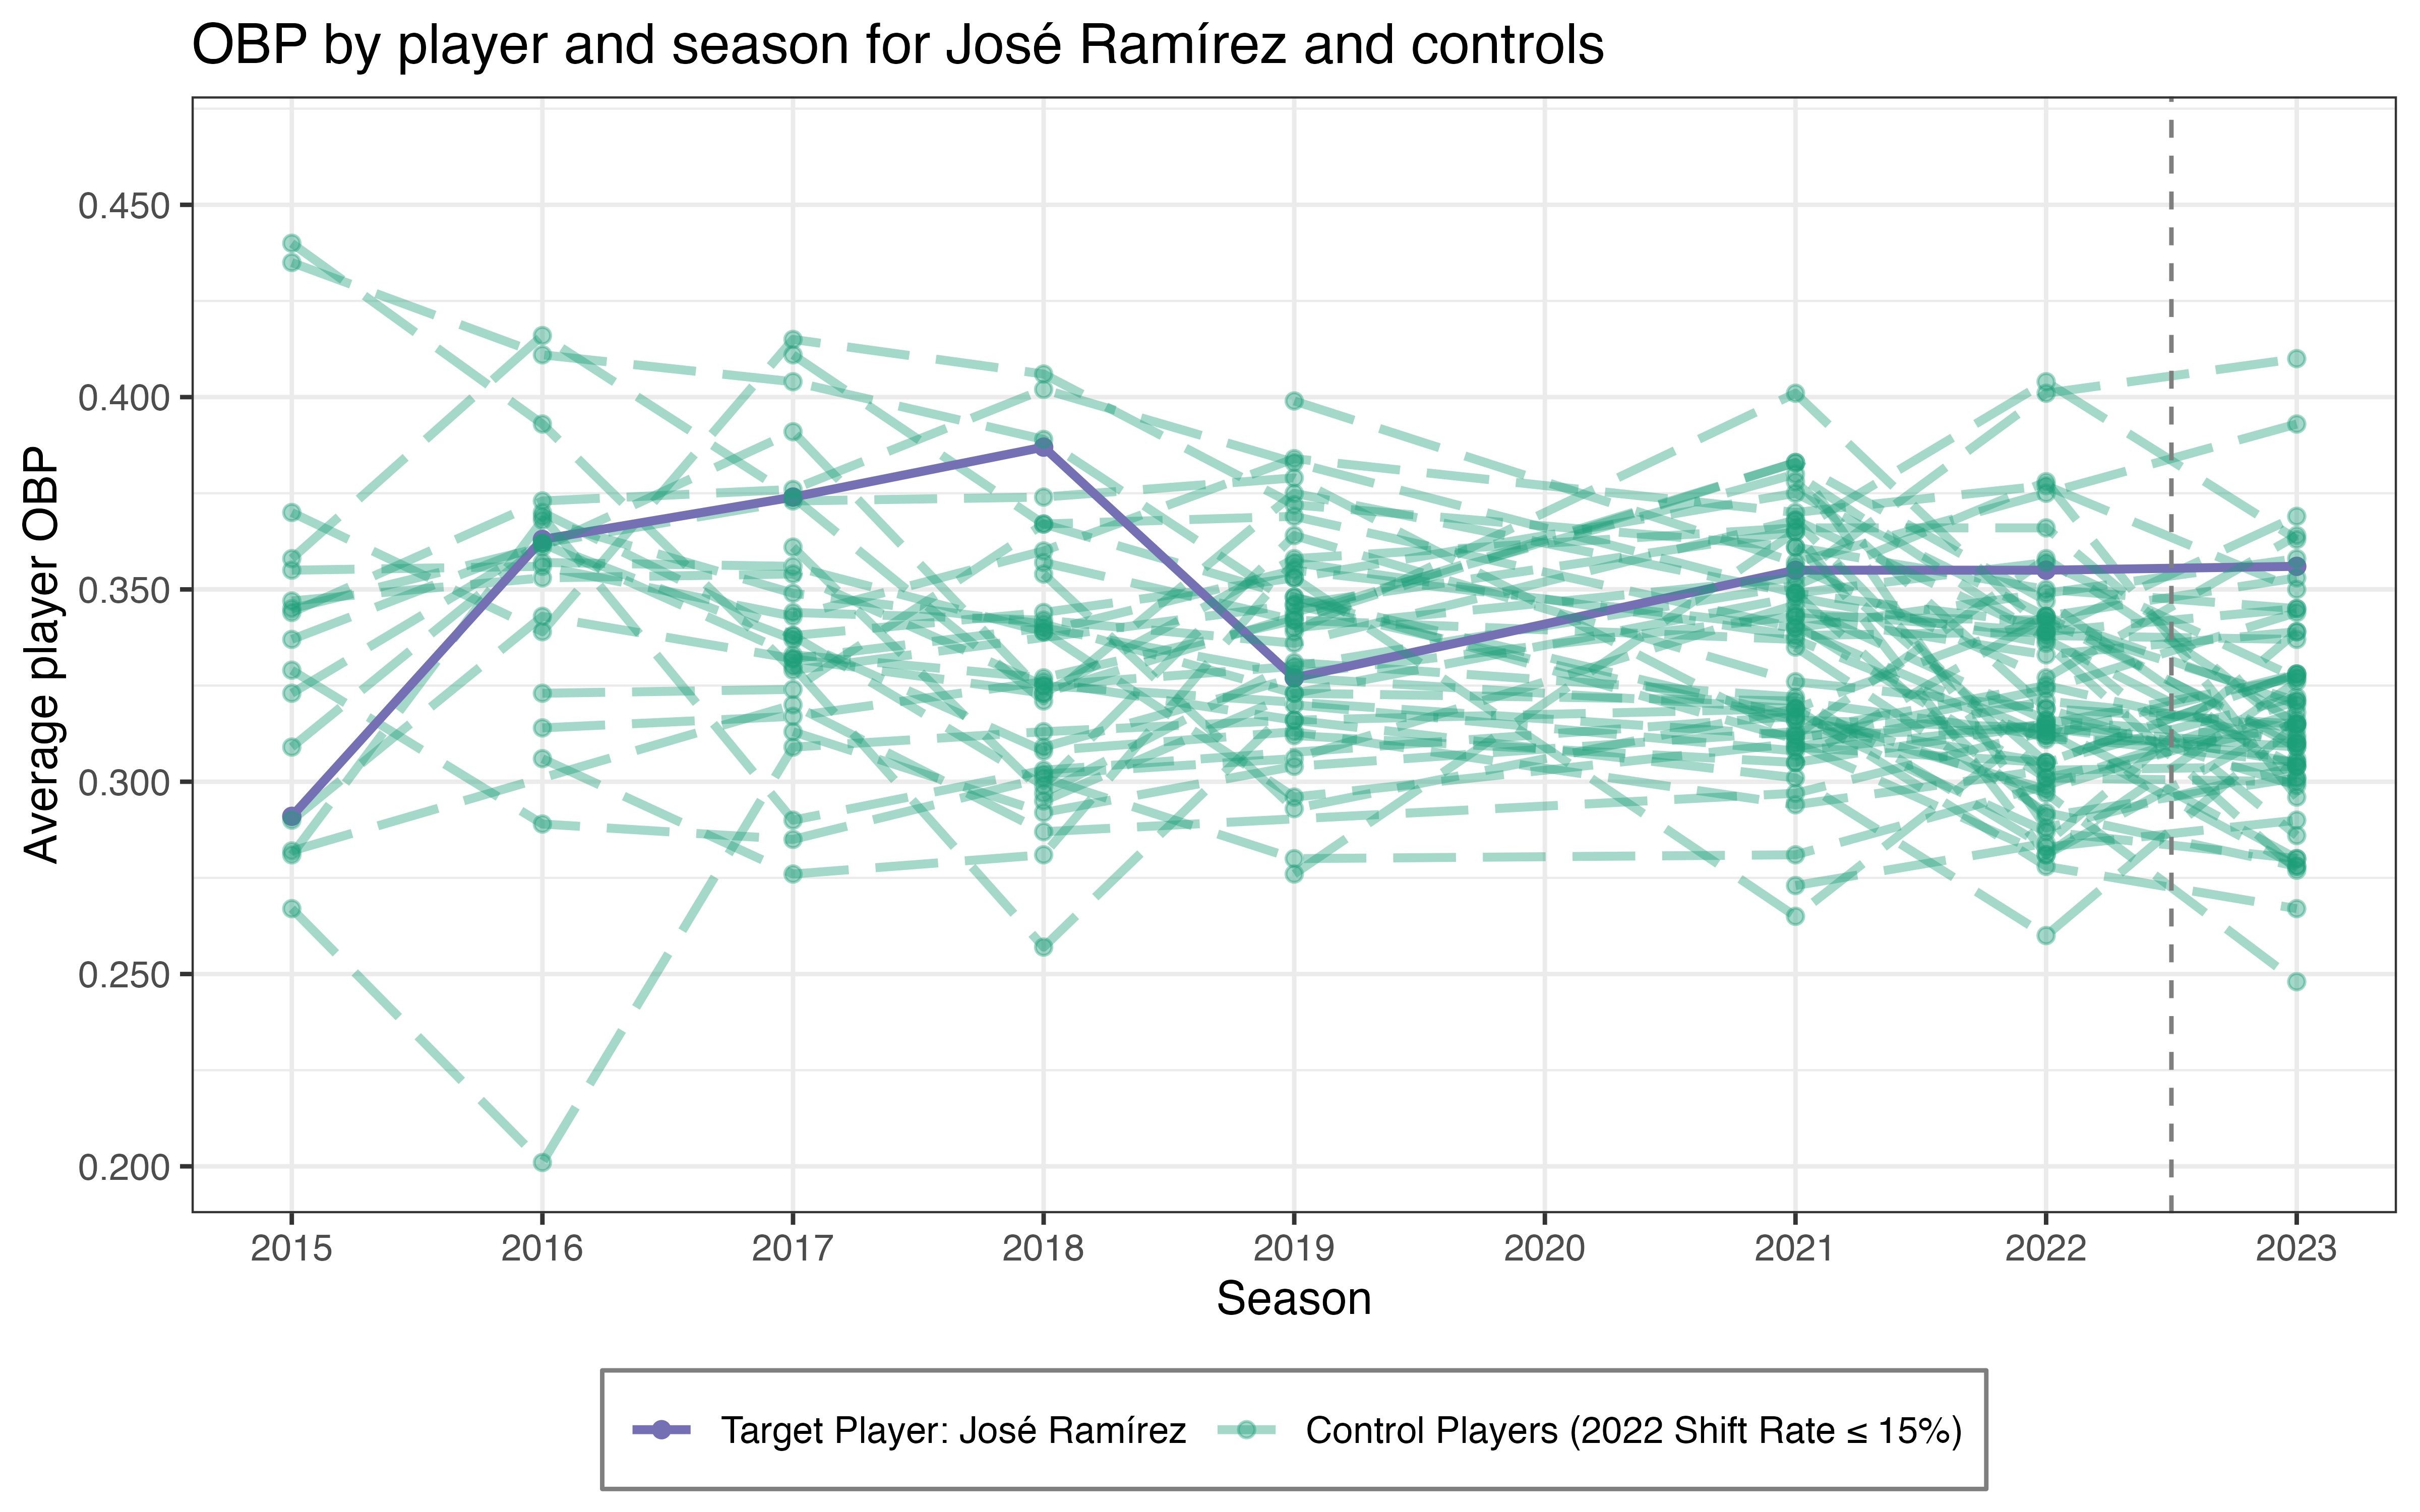 OBP by player and season for José Ramírez and controls
Average player OBP
0.450
0.400
0.350
0.300
0.250
0.200
2015 2016 2017 2018 2019 2020 2021 2022 2023
Season
Target Player: José Ramírez Control Players (2022 Shift Rate ≤ 15%)